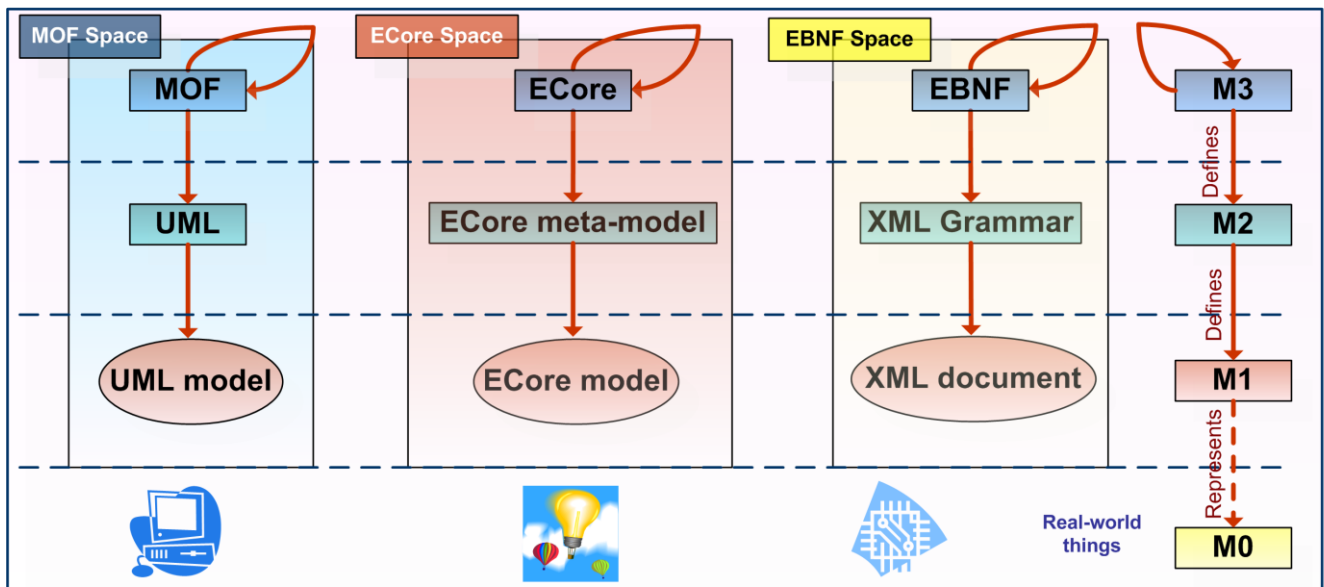 MOF Space
ECore Space
EBNF Space
MOF
ECore
EBNF
M3
Defines
UML
ECore meta-model
XML Grammar
M2
Defines
UML model
ECore model
XML document
M1
Represents
Real-world
things
M0